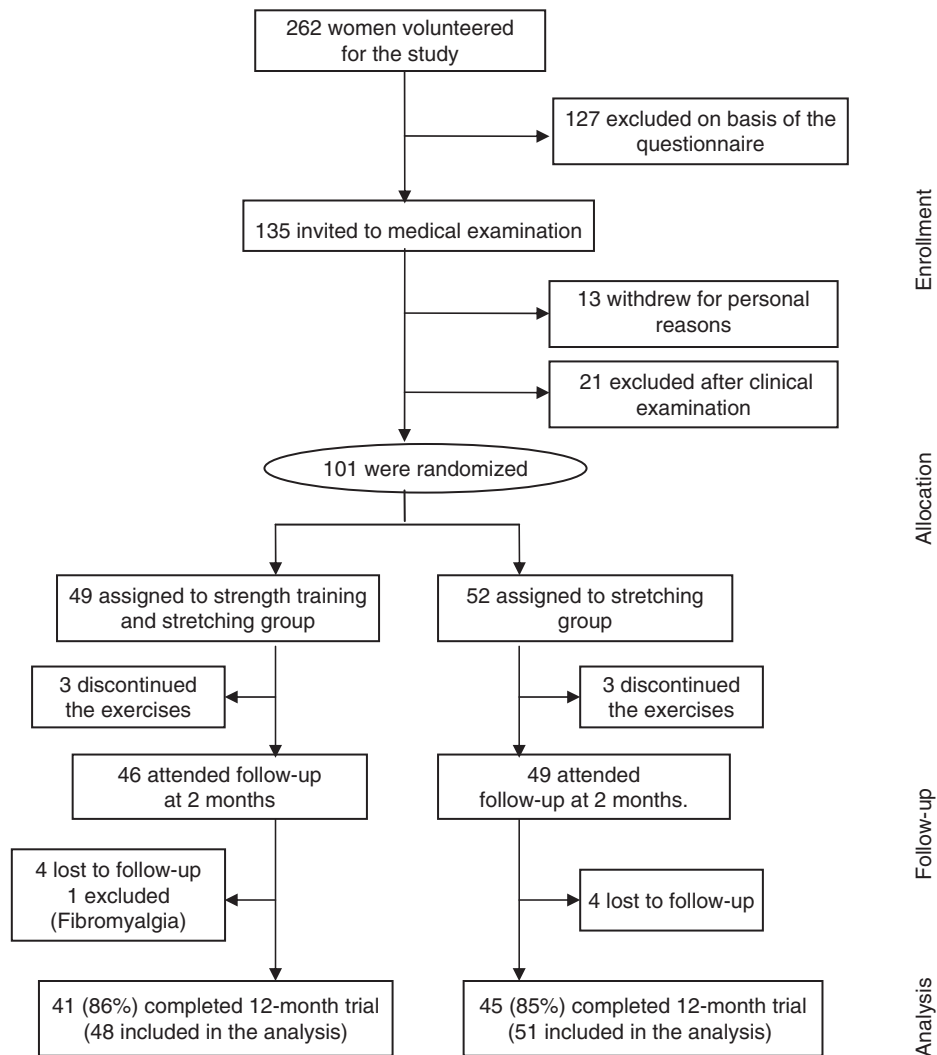 262 women volunteered
for the study
127 excluded on basis of the
questionnaire
135 invited to medical examination
Enrollment
13 withdrew for personal
reasons
21 excluded after clinical
examination
101 were randomized
Allocation
49 assigned to strength training
and stretching group
52 assigned to stretching
group
3 discontinued
the exercises
3 discontinued
the exercises
46 attended follow-up
at 2 months
49 attended
follow-up at 2 months.
Follow-up
4 lost to follow-up
1 excluded
(Fibromyalgia)
4 lost to follow-up
41 (86%) completed 12-month trial
(48 included in the analysis)
45 (85%) completed 12-month trial
(51 included in the analysis)
Analysis